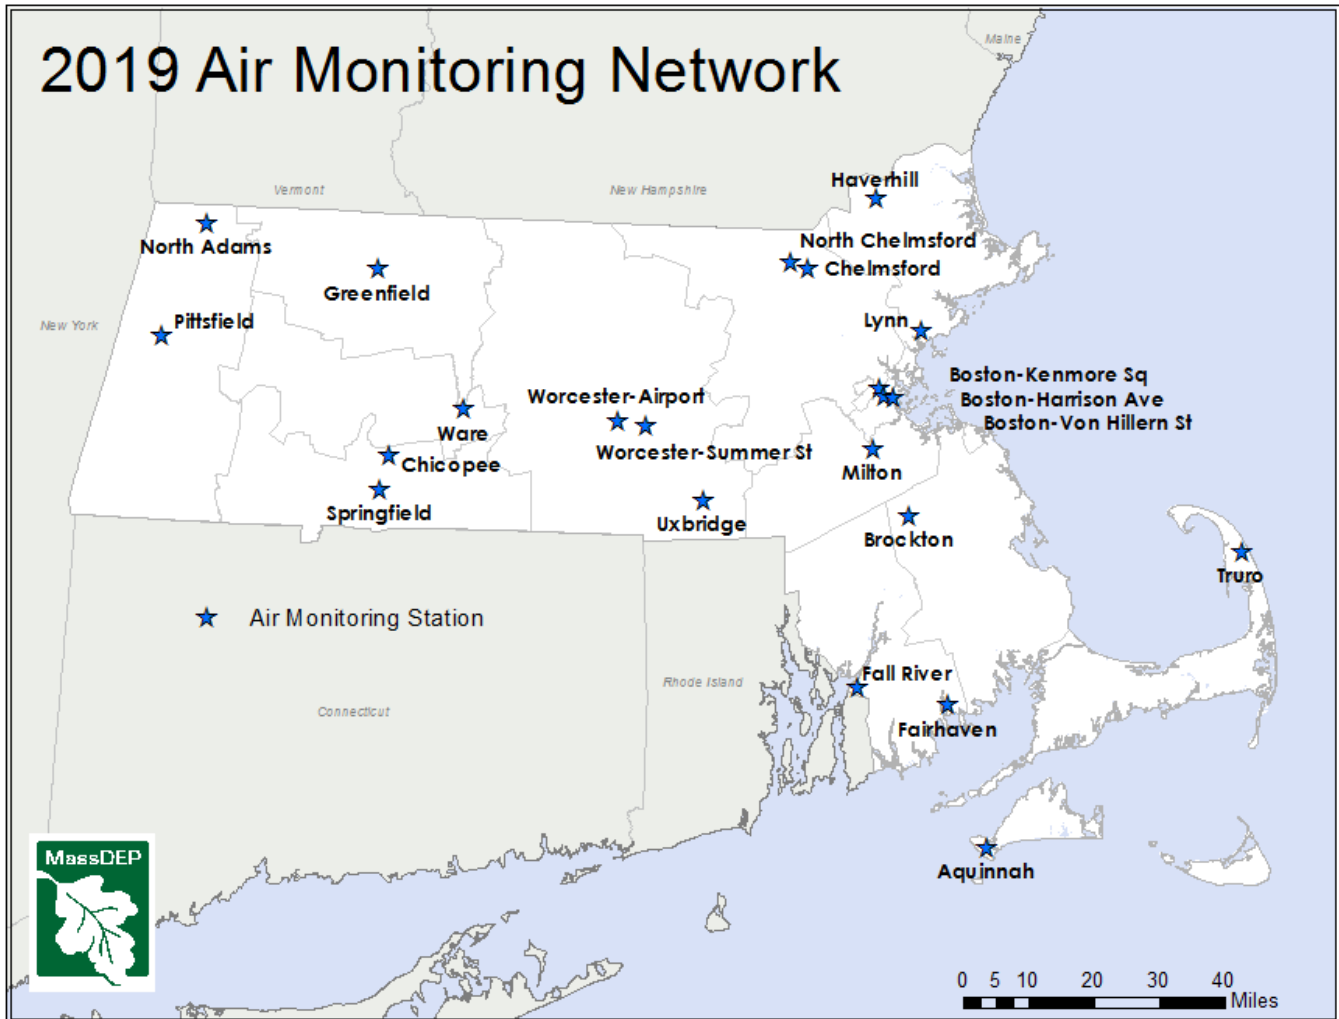 2019 Air Monitoring Network
Maine
Vermont
New Hampshire
Haverhill
North Adams
North Chelmsford
Chelmsford
Greenfield
New York
Pittsfield
Lynn
Boston-Kenmore Sq
Boston-Harrison Ave
Boston-Von Hillern St
Worcester-Airport
Ware
Worcester-Summer St
Chicopee
Milton
Springfield
Uxbridge
Brockton
Truro
Air Monitoring Station
Fall River
Rhode Island
Connecticut
Fairhaven
MassDEP
Aquinnah
0 5 10 20 30 40
Miles